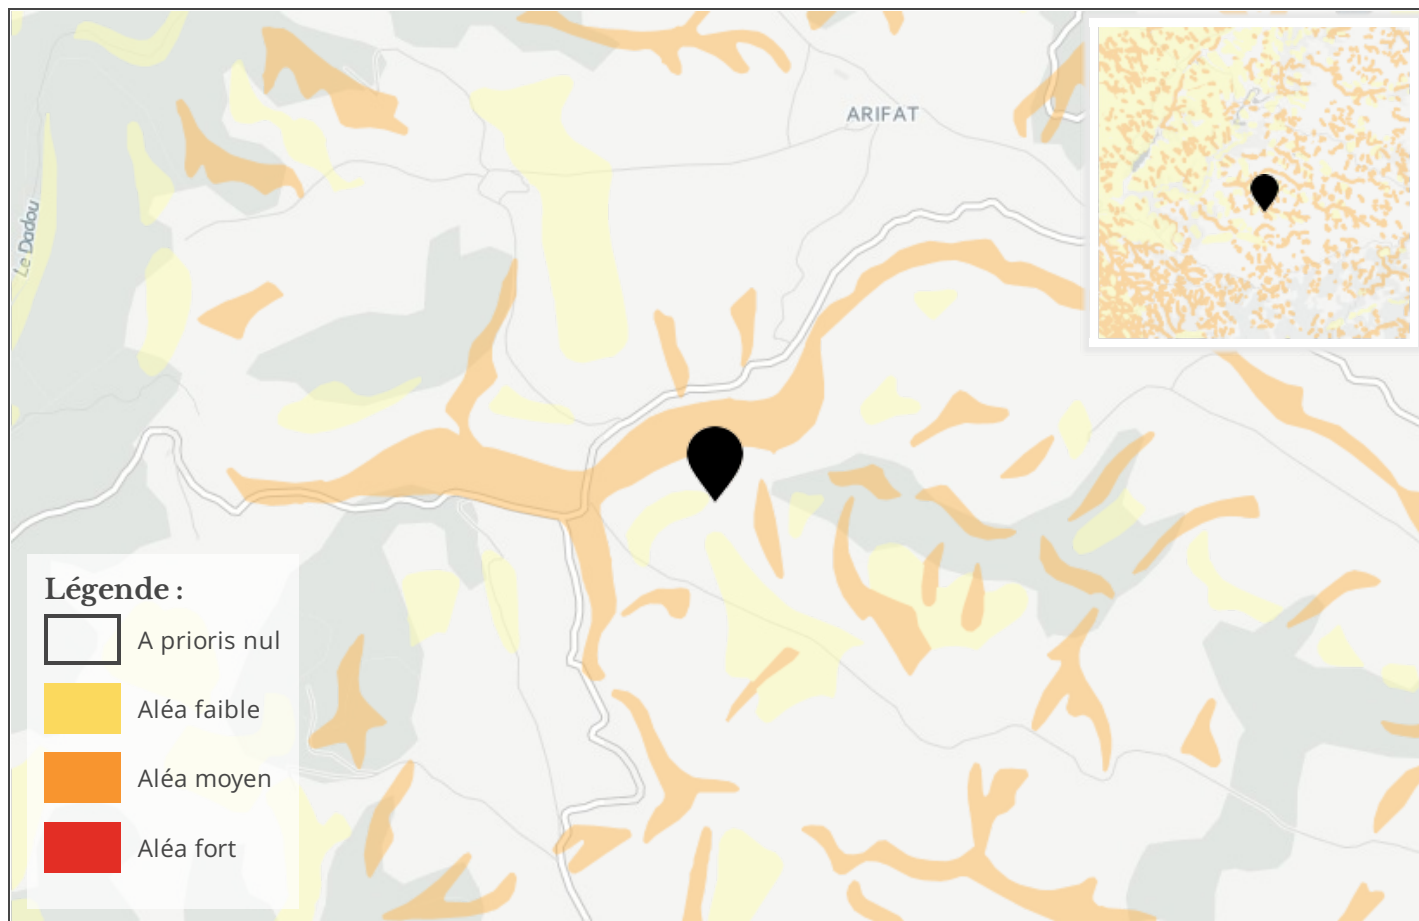 ARIFAT
Le Dadou
Légende :
A prioris nul
Aléa faible
Aléa moyen
Aléa fort